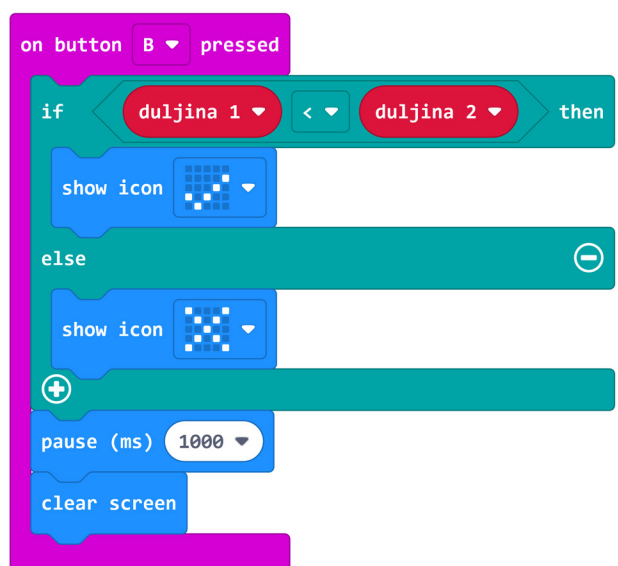 on button B pressed
if duljina 1 < duljina 2 then
show icon
else
show icon
pause (ms) 1000
clear screen